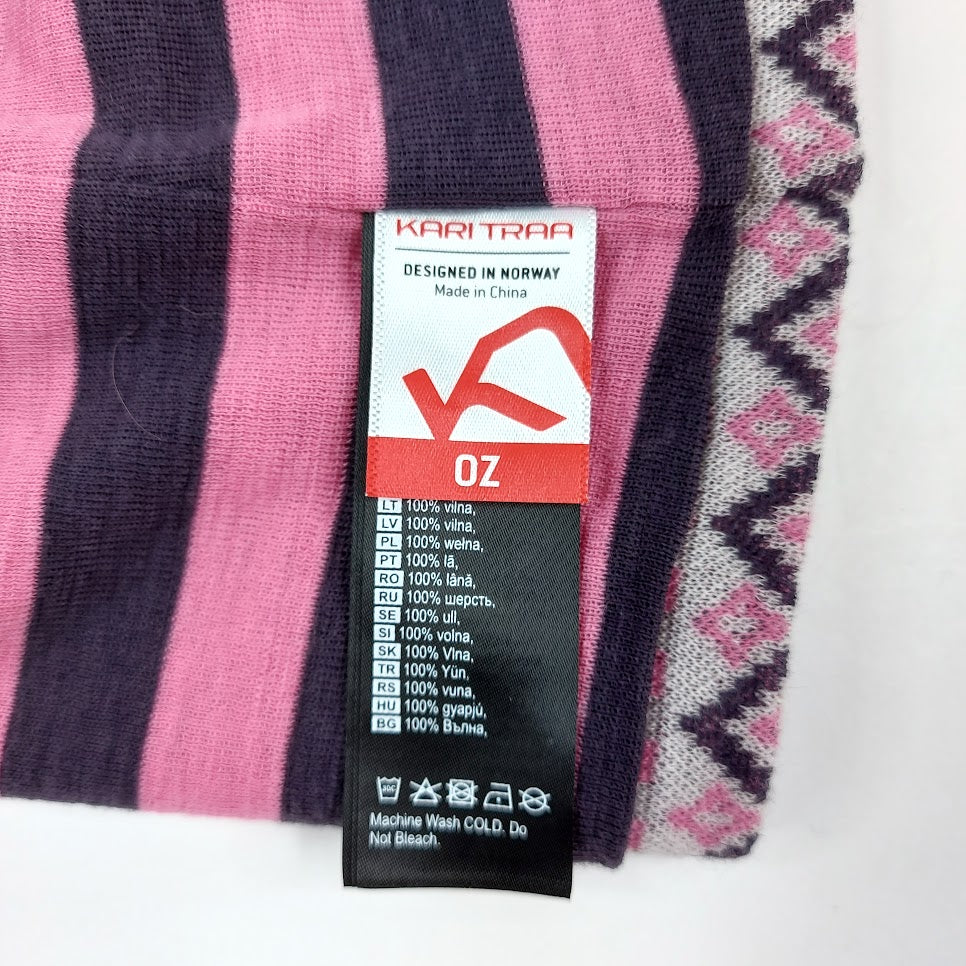 KARI TRAA
DESIGNED IN NORWAY
Made in China
OZ
LT 100% vilna,
LV 100% vilna,
PL 100% wełna,
PT 100% lã,
RO 100% lână,
RU 100% шерсть,
SE 100% ull,
SI 100% volna,
SK 100% Vlna,
TR 100% Yün,
RS 100% vuna,
HU 100% gyapjú,
BG 100% Вълна,
Machine Wash COLD. Do
Not Bleach.